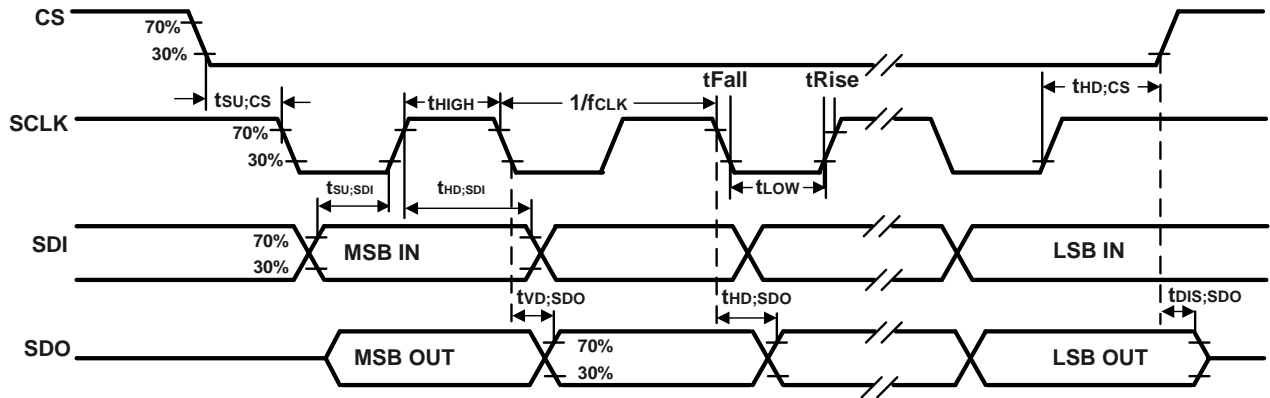 CS
70%
30%
tFall
tRise
tSU;CS
tHIGH
1/fCLK
tHD;CS
SCLK
70%
30%
tSU;SDI
tHD;SDI
tLOW
SDI
70%
30%
MSB IN
LSB IN
tVD;SDO
tHD;SDO
tDIS;SDO
SDO
MSB OUT
70%
30%
LSB OUT